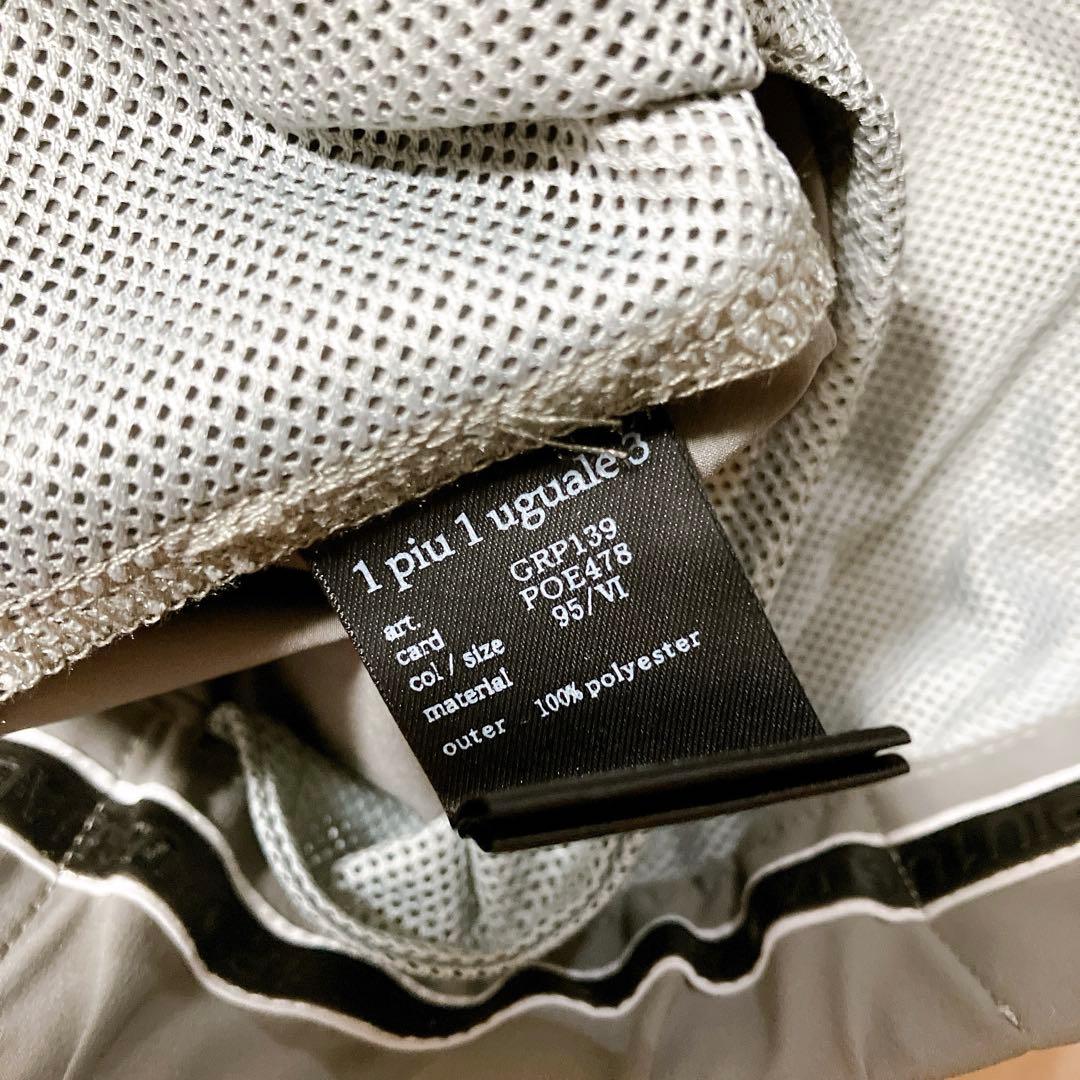 1 piu 1 uguale 3
art. GRP139
card POE478
col / size 95/VI
material
outer 100% polyester